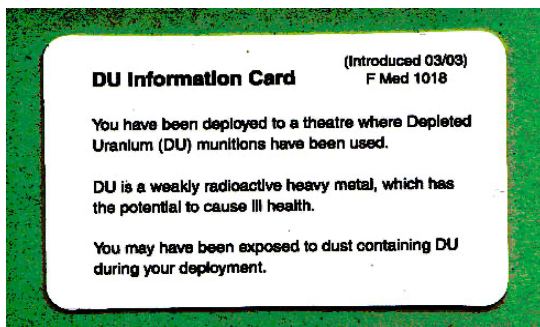 DU Information Card
(Introduced 03/03)
F Med 1018
You have been deployed to a theatre where Depleted
Uranium (DU) munitions have been used.
DU is a weakly radioactive heavy metal, which has
the potential to cause ill health.
You may have been exposed to dust containing DU
during your deployment.